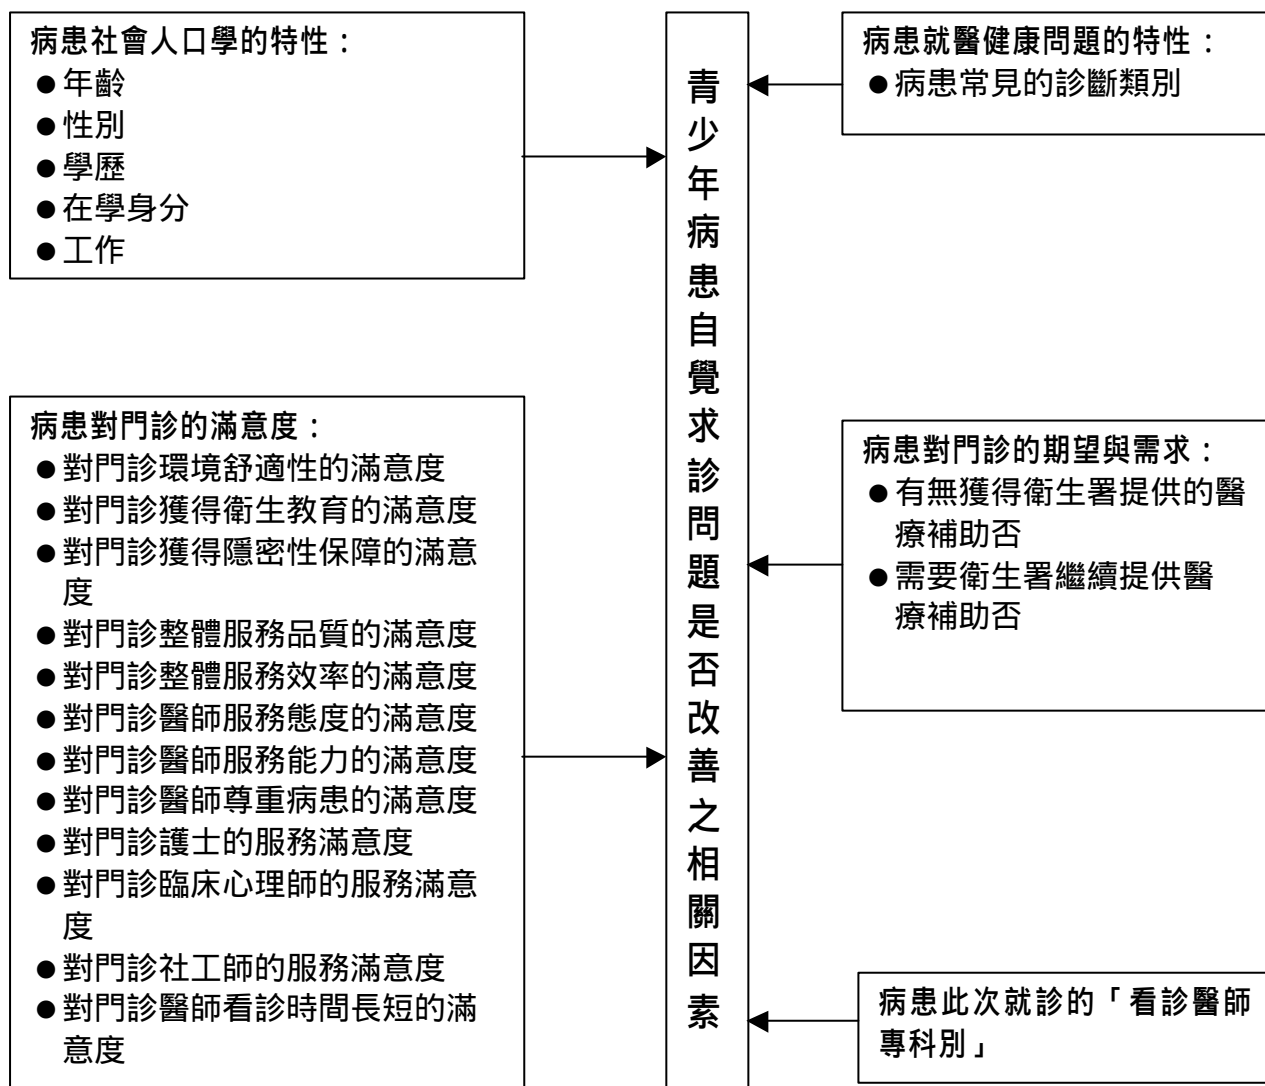 病患社會人口學的特性：
●年齡
●性別
●學歷
●在學身分
●工作
病患對門診的滿意度：
●對門診環境舒適性的滿意度
●對門診獲得衛生教育的滿意度
●對門診獲得隱密性保障的滿意
度
●對門診整體服務品質的滿意度
●對門診整體服務效率的滿意度
●對門診醫師服務態度的滿意度
●對門診醫師服務能力的滿意度
●對門診醫師尊重病患的滿意度
●對門診護士的服務滿意度
●對門診臨床心理師的服務滿意
度
●對門診社工師的服務滿意度
●對門診醫師看診時間長短的滿
意度
青少年病患自覺求診問題是否改善之相關因素
病患就醫健康問題的特性：
●病患常見的診斷類別
病患對門診的期望與需求：
●有無獲得衛生署提供的醫
療補助否
●需要衛生署繼續提供醫
療補助否
病患此次就診的「看診醫師
專科別」